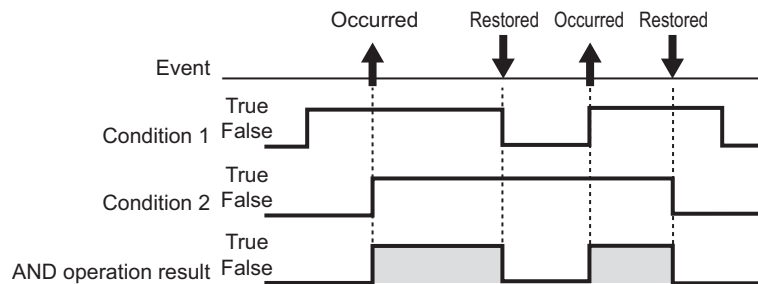 Occurred Restored Occurred Restored
Event
True
Condition 1 False
True
Condition 2 False
True
AND operation result False